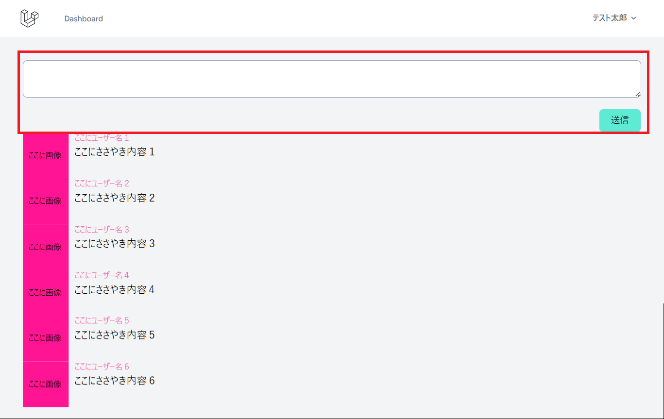 Dashboard
テスト太郎
送信
ここにユーザー名 1
ここに画像
ここにささやき内容 1
ここにユーザー名 2
ここに画像
ここにささやき内容 2
ここにユーザー名 3
ここに画像
ここにささやき内容 3
ここにユーザー名 4
ここに画像
ここにささやき内容 4
ここにユーザー名 5
ここに画像
ここにささやき内容 5
ここにユーザー名 6
ここに画像
ここにささやき内容 6